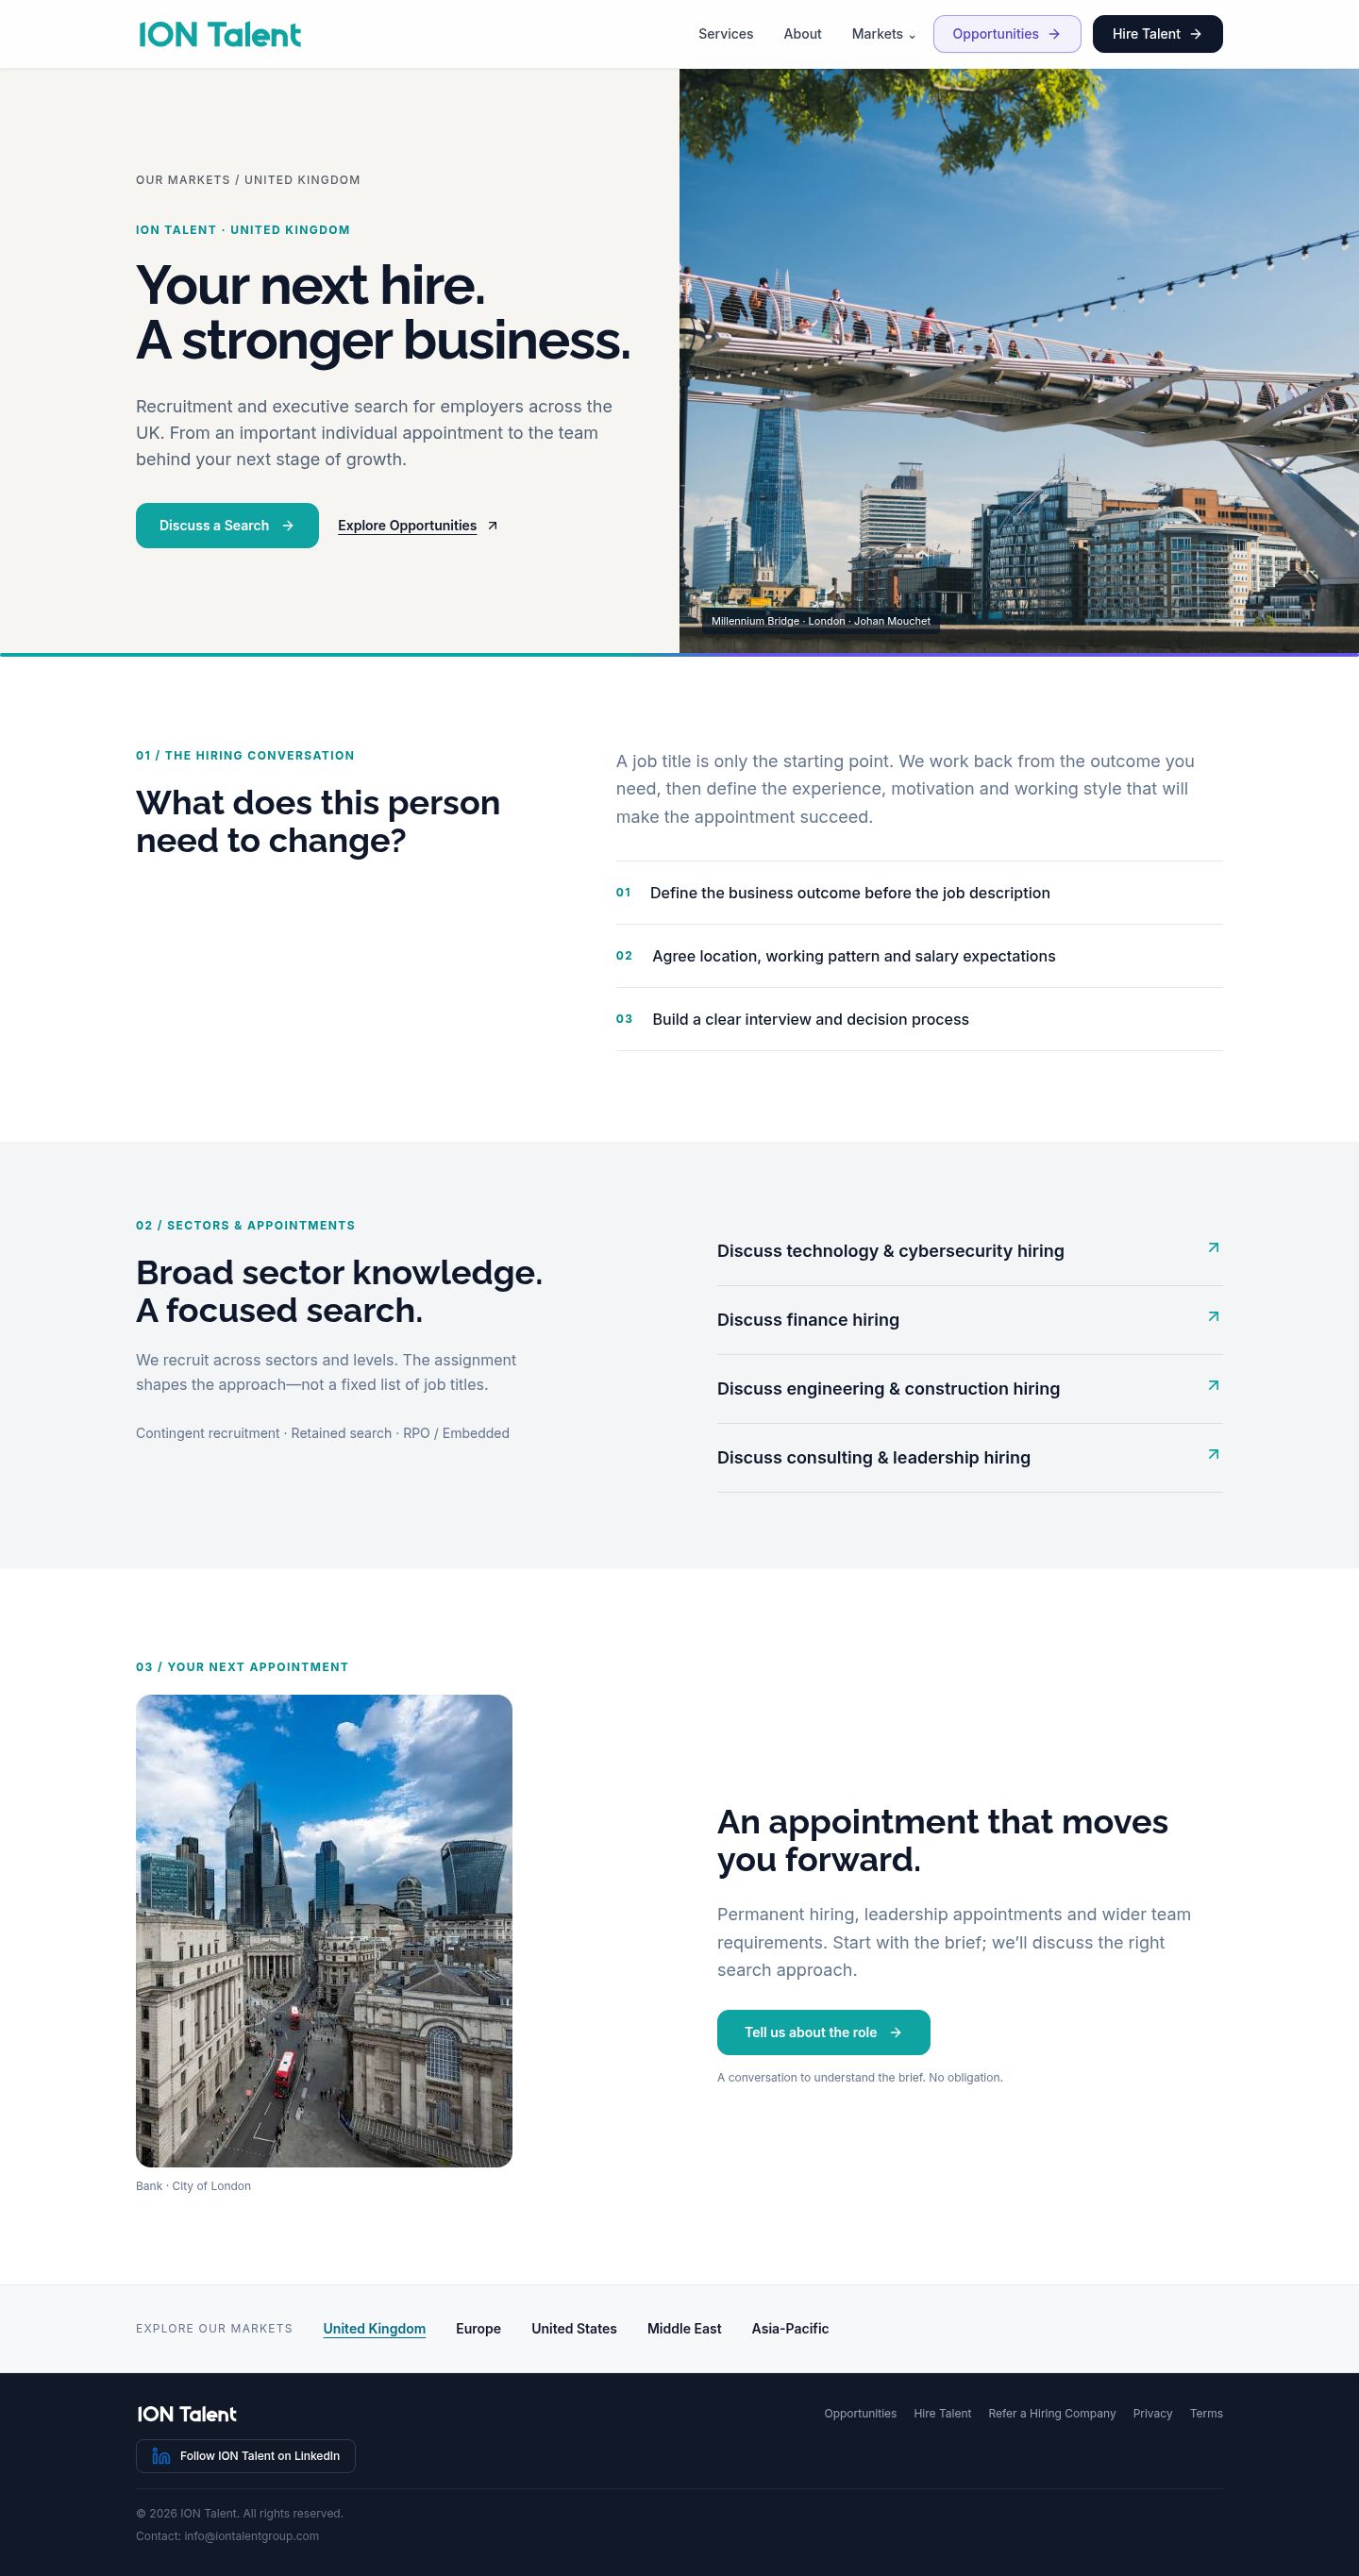 ION Talent
Services
About
Markets
Opportunities
Hire Talent
OUR MARKETS / UNITED KINGDOM
ION TALENT · UNITED KINGDOM
Your next hire.
A stronger business.
Recruitment and executive search for employers across the
UK. From an important individual appointment to the team
behind your next stage of growth.
Discuss a Search
Explore Opportunities
Millennium Bridge · London · Johan Mouchet
01 / THE HIRING CONVERSATION
What does this person
need to change?
A job title is only the starting point. We work back from the outcome you
need, then define the experience, motivation and working style that will
make the appointment succeed.
01 Define the business outcome before the job description
02 Agree location, working pattern and salary expectations
03 Build a clear interview and decision process
02 / SECTORS & APPOINTMENTS
Broad sector knowledge.
A focused search.
We recruit across sectors and levels. The assignment
shapes the approach—not a fixed list of job titles.
Contingent recruitment · Retained search · RPO / Embedded
Discuss technology & cybersecurity hiring
Discuss finance hiring
Discuss engineering & construction hiring
Discuss consulting & leadership hiring
03 / YOUR NEXT APPOINTMENT
Bank · City of London
An appointment that moves
you forward.
Permanent hiring, leadership appointments and wider team
requirements. Start with the brief; we’ll discuss the right
search approach.
Tell us about the role
A conversation to understand the brief. No obligation.
EXPLORE OUR MARKETS
United Kingdom
Europe
United States
Middle East
Asia-Pacific
ION Talent
Opportunities
Hire Talent
Refer a Hiring Company
Privacy
Terms
Follow ION Talent on LinkedIn
© 2026 ION Talent. All rights reserved.
Contact: info@iontalentgroup.com